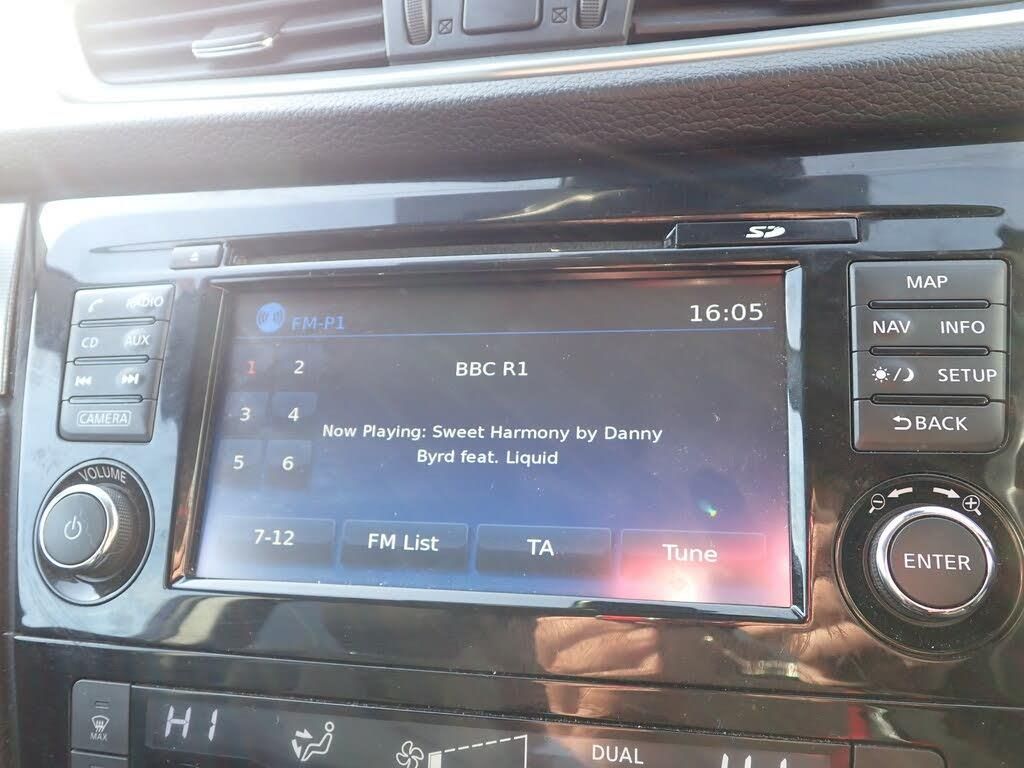 SD
RADIO
CD AUX
CAMERA
VOLUME
FM-P1
16:05
1 2
BBC R1
3 4
Now Playing: Sweet Harmony by Danny
Byrd feat. Liquid
5 6
7-12 FM List TA Tune
MAP
NAV INFO
SETUP
BACK
ENTER
MAX
HI
DUAL